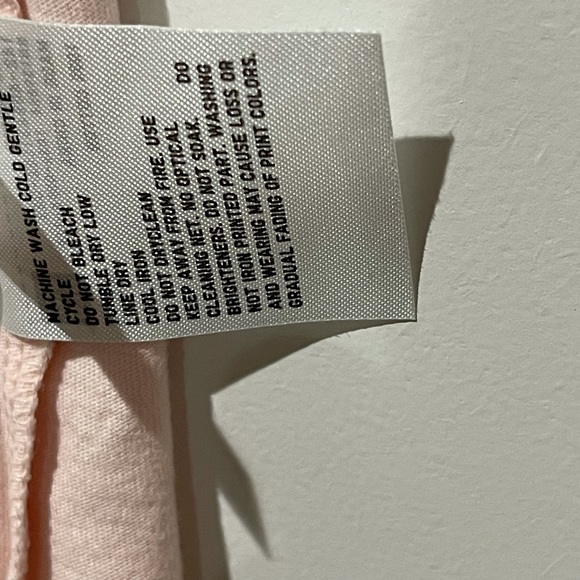 MACHINE WASH COLD GENTLE
CYCLE
DO NOT BLEACH
TUMBLE DRY LOW
LINE DRY
COOL IRON
DO NOT DRYCLEAN
KEEP AWAY FROM FIRE. USE
CLEANING NET. NO OPTICAL
BRIGHTENERS. DO NOT SOAK. DO
NOT IRON PRINTED PART. WASHING
AND WEARING MAY CAUSE LOSS OR
GRADUAL FADING OF PRINT COLORS.